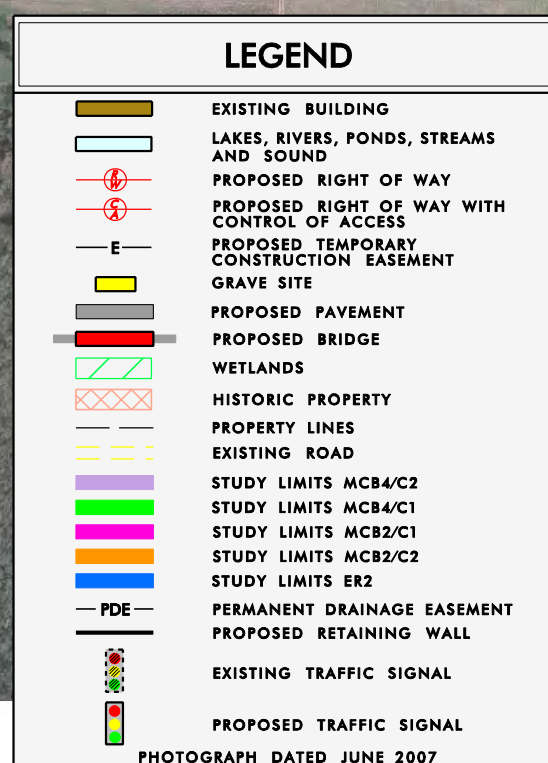 LEGEND
EXISTING BUILDING
LAKES, RIVERS, PONDS, STREAMS
AND SOUND
R/W PROPOSED RIGHT OF WAY
C/A PROPOSED RIGHT OF WAY WITH
CONTROL OF ACCESS
E PROPOSED TEMPORARY
CONSTRUCTION EASEMENT
GRAVE SITE
PROPOSED PAVEMENT
PROPOSED BRIDGE
WETLANDS
HISTORIC PROPERTY
PROPERTY LINES
EXISTING ROAD
STUDY LIMITS MCB4/C2
STUDY LIMITS MCB4/C1
STUDY LIMITS MCB2/C1
STUDY LIMITS MCB2/C2
STUDY LIMITS ER2
PDE PERMANENT DRAINAGE EASEMENT
PROPOSED RETAINING WALL
EXISTING TRAFFIC SIGNAL
PROPOSED TRAFFIC SIGNAL
PHOTOGRAPH DATED JUNE 2007